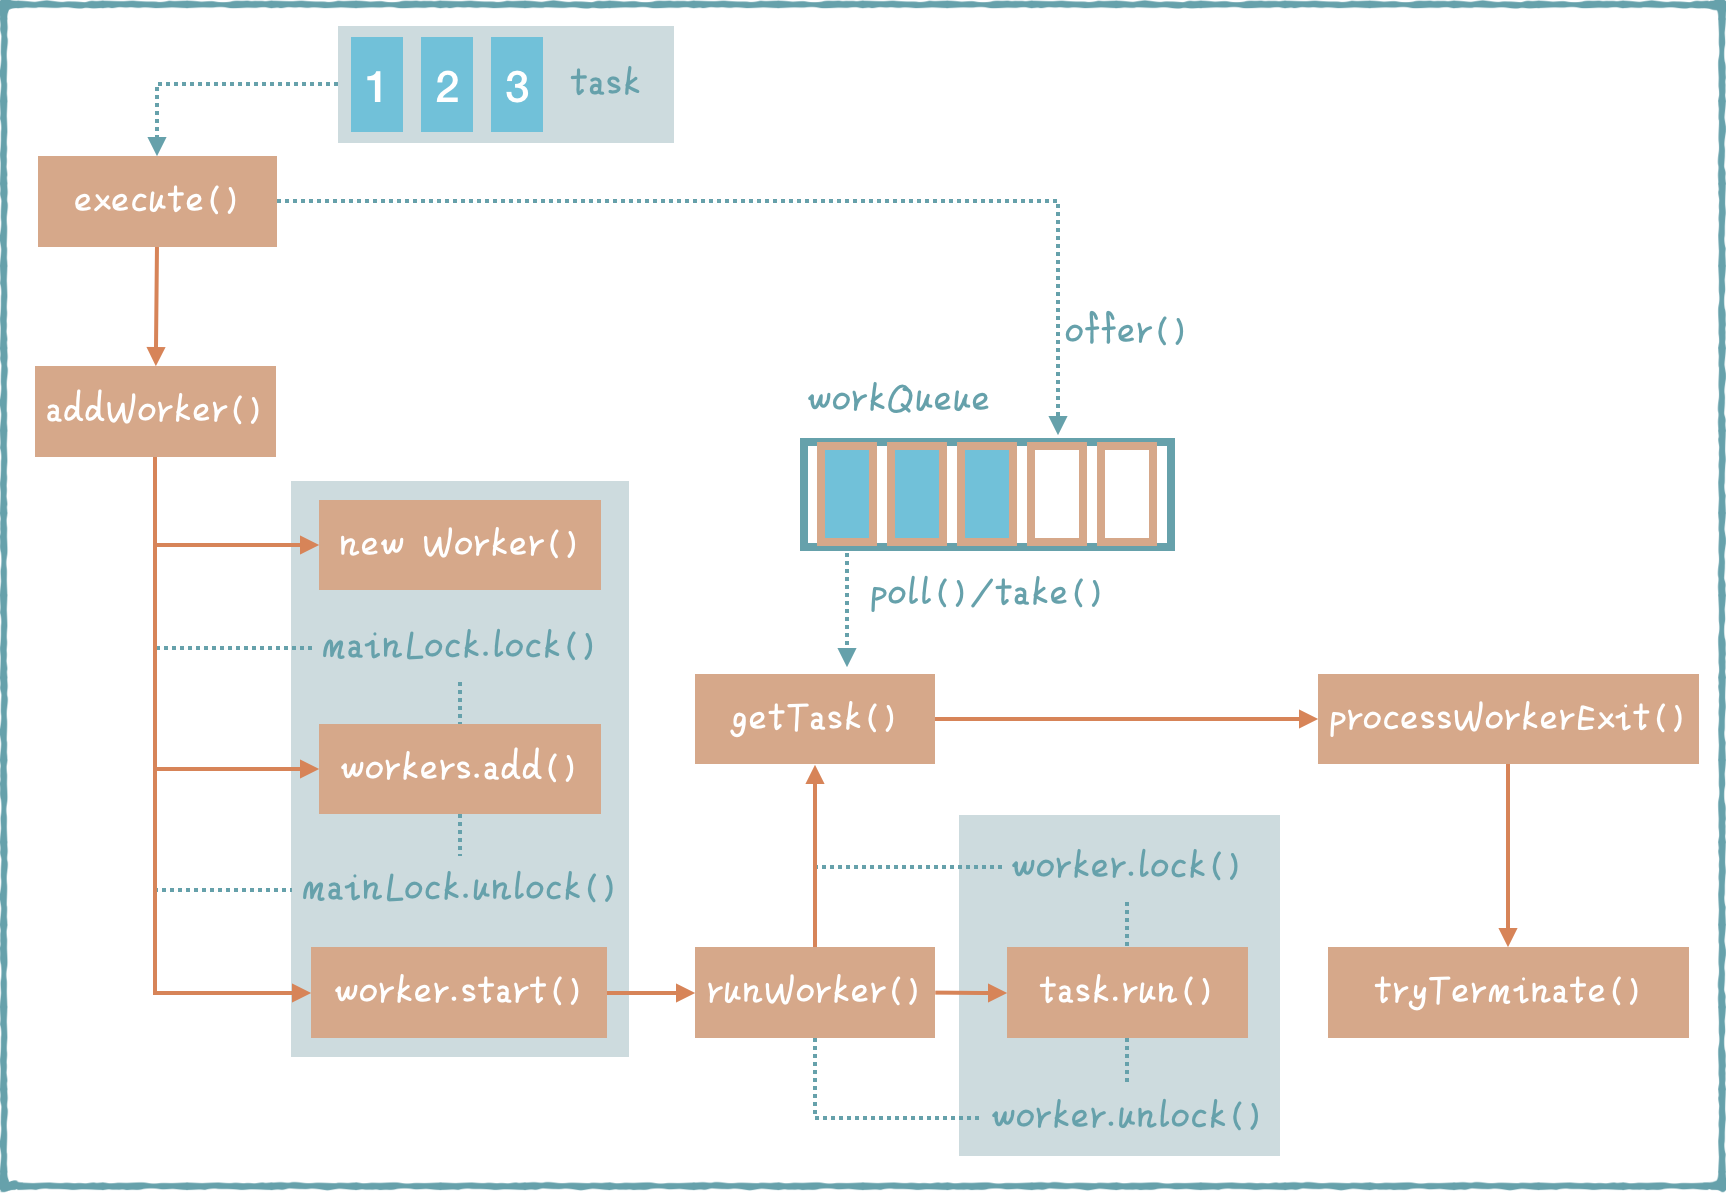 1 2 3 task
execute()
offer()
workQueue
addWorker()
new Worker()
poll()/take()
mainLock.lock()
getTask()
processWorkerExit()
workers.add()
worker.lock()
mainLock.unlock()
worker.start()
runWorker()
task.run()
tryTerminate()
worker.unlock()